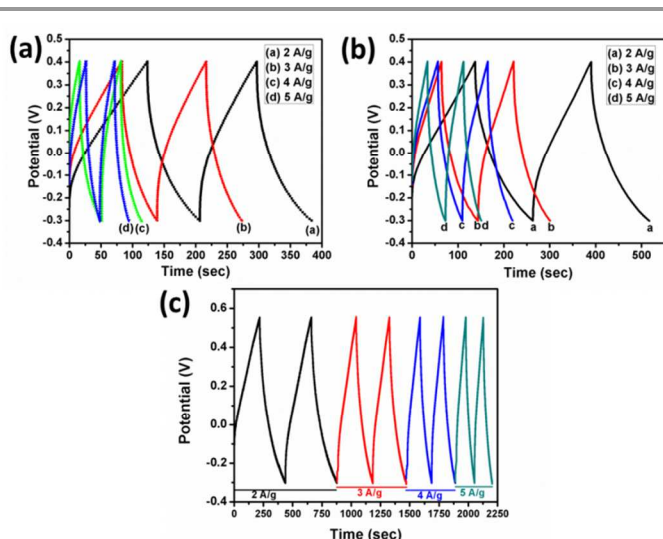 (a)
(a) 2 A/g
(b) 3 A/g
(c) 4 A/g
(d) 5 A/g
0.4
0.3
0.2
0.1
0.0
-0.1
-0.2
-0.3
-0.4
Potential (V)
(d) (c) (b) (a)
0 50 100 150 200 250 300 350 400
Time (sec)
(b)
(a) 2 A/g
(b) 3 A/g
(c) 4 A/g
(d) 5 A/g
0.5
0.4
0.3
0.2
0.1
0.0
-0.1
-0.2
-0.3
-0.4
Potential (V)
d c b d c a b a
0 100 200 300 400 500
Time (sec)
(c)
0.6
0.4
0.2
0.0
-0.2
-0.4
Potential (V)
2 A/g 3 A/g 4 A/g 5 A/g
0 250 500 750 1000 1250 1500 1750 2000 2250
Time (sec)